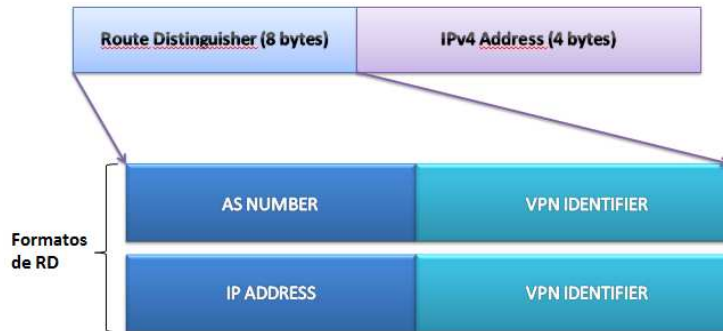 Route Distinguisher (8 bytes)
IPv4 Address (4 bytes)
AS NUMBER
VPN IDENTIFIER
Formatos
de RD
IP ADDRESS
VPN IDENTIFIER